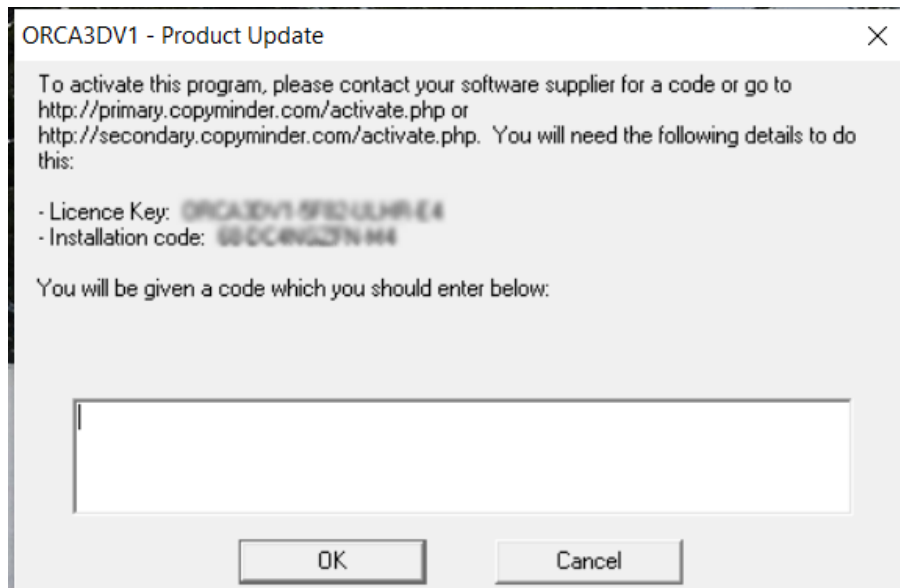 ORCA3DV1 - Product Update
To activate this program, please contact your software supplier for a code or go to
http://primary.copyminder.com/activate.php or
http://secondary.copyminder.com/activate.php.  You will need the following details to do
this:
- Licence Key:
- Installation code:
You will be given a code which you should enter below:
OK
Cancel